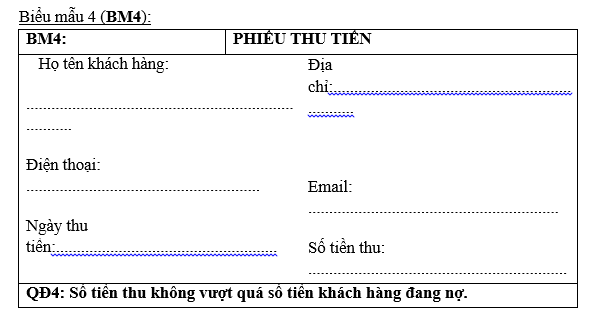 Biểu mẫu 4 (BM4):
BM4: PHIẾU THU TIỀN
Họ tên khách hàng:
.................................................................
...........
Địa
chỉ:..........................................................
...........
Điện thoại:
.........................................................
Email:
.............................................................
Ngày thu
tiền:......................................................
Số tiền thu:
...............................................................
QĐ4: Số tiền thu không vượt quá số tiền khách hàng đang nợ.